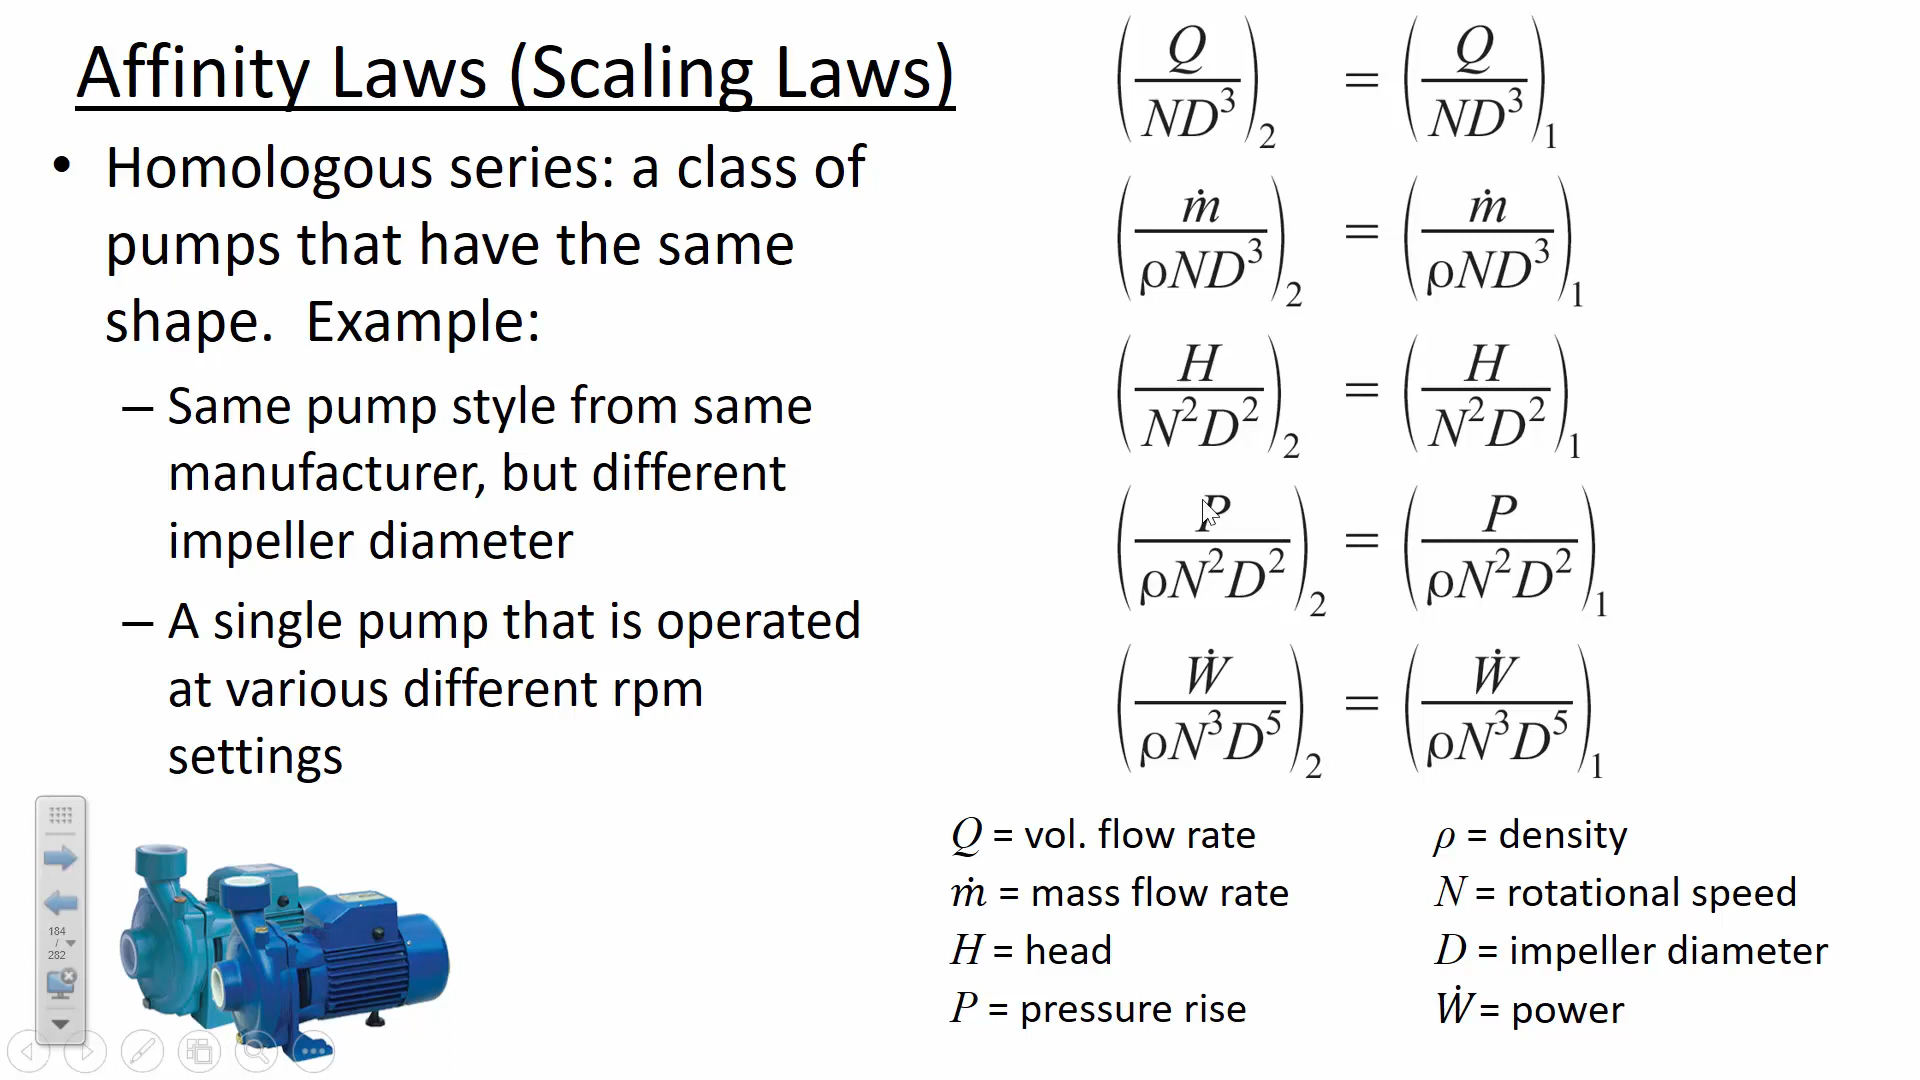 Affinity Laws (Scaling Laws)
• Homologous series: a class of
pumps that have the same
shape.  Example:
– Same pump style from same
manufacturer, but different
impeller diameter
– A single pump that is operated
at various different rpm
settings
(Q / ND³)₂ = (Q / ND³)₁
(ṁ / ρND³)₂ = (ṁ / ρND³)₁
(H / N²D²)₂ = (H / N²D²)₁
(P / ρN²D²)₂ = (P / ρN²D²)₁
(Ẇ / ρN³D⁵)₂ = (Ẇ / ρN³D⁵)₁
Q = vol. flow rate
ṁ = mass flow rate
H = head
P = pressure rise
ρ = density
N = rotational speed
D = impeller diameter
Ẇ = power
184
/
282